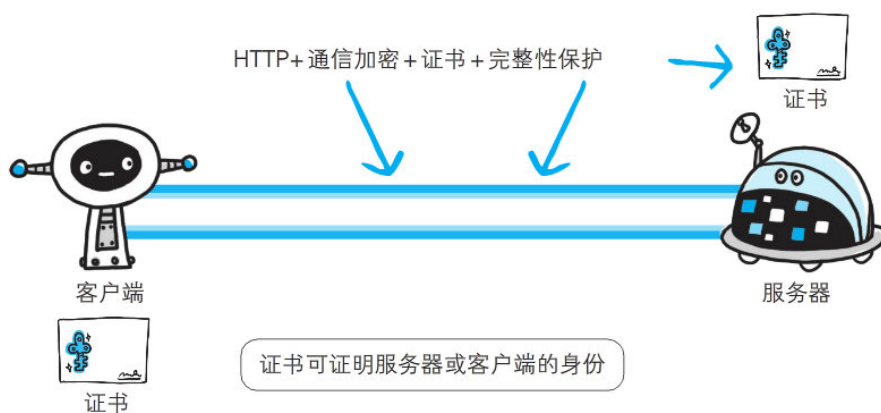 HTTP+ 通信加密 + 证书 + 完整性保护
证书
客户端
服务器
证书可证明服务器或客户端的身份
证书